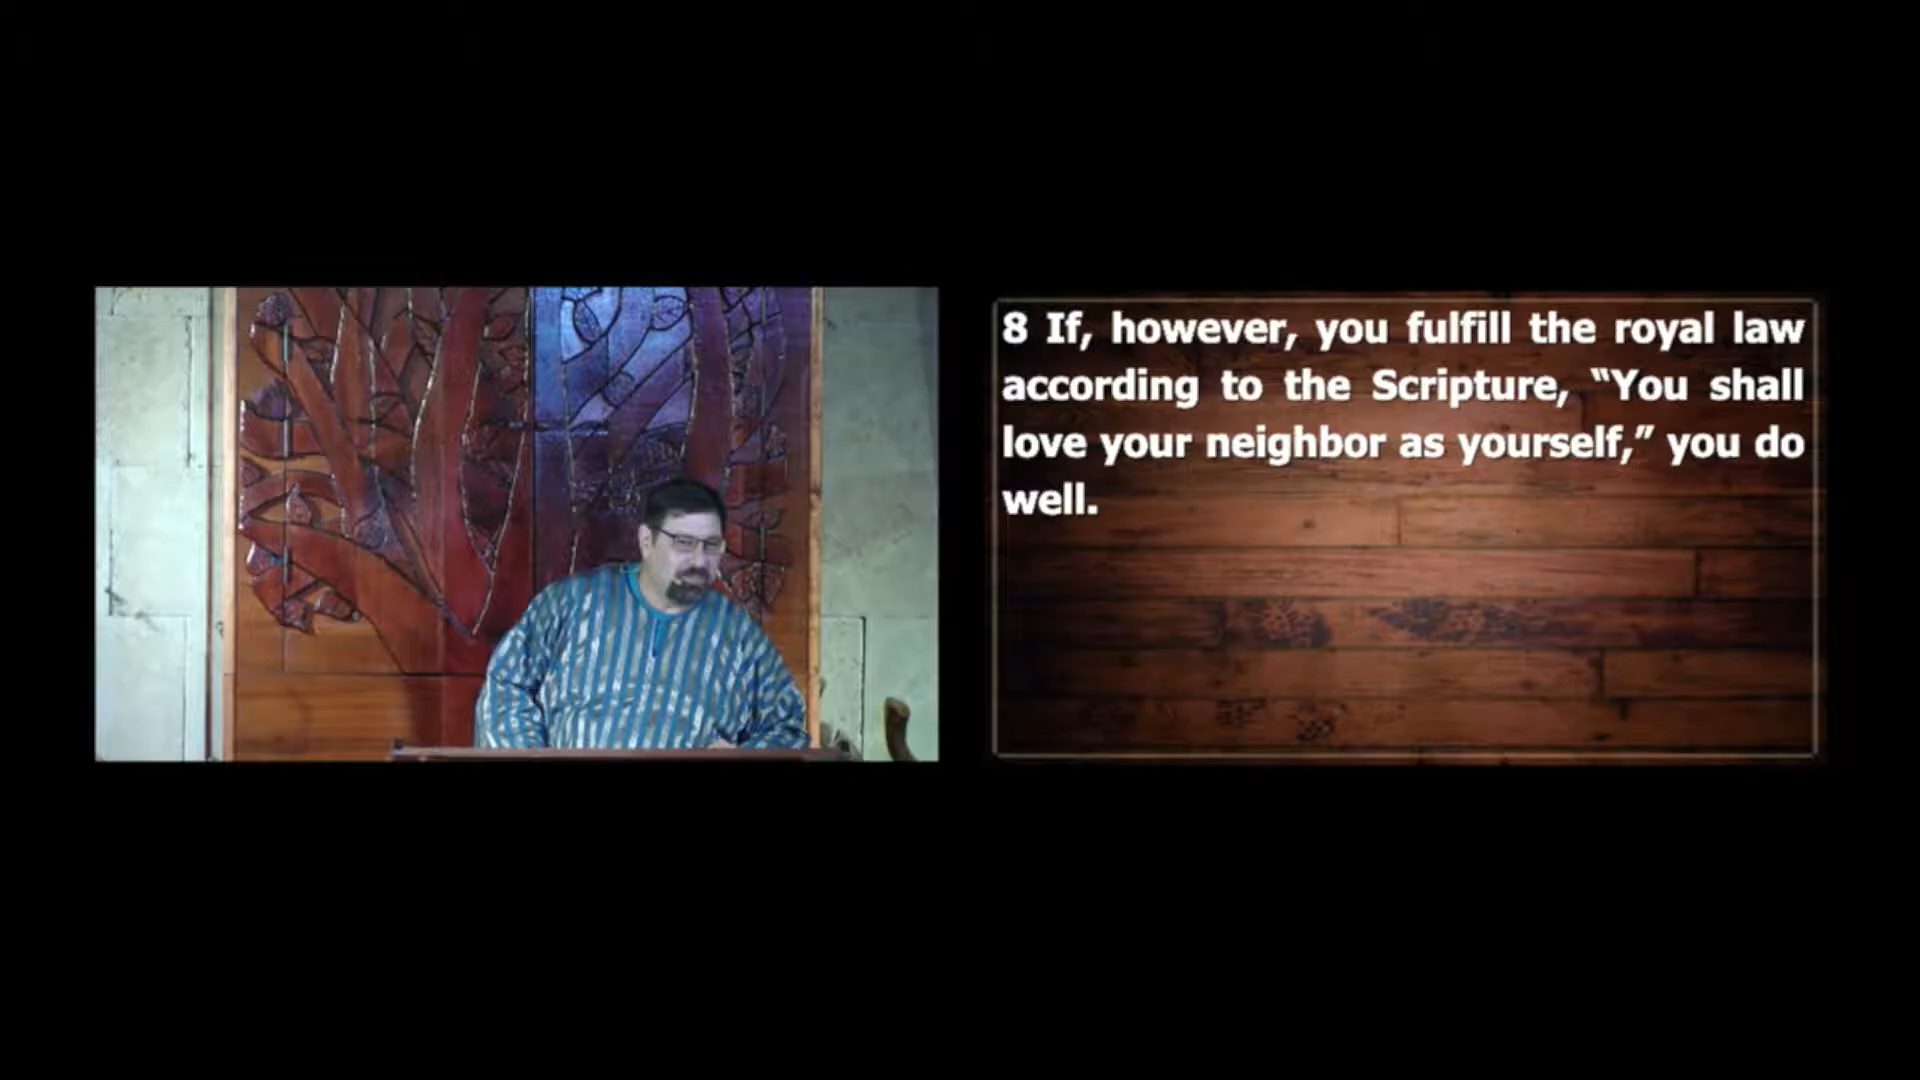 8 If, however, you fulfill the royal law
according to the Scripture, “You shall
love your neighbor as yourself,” you do
well.